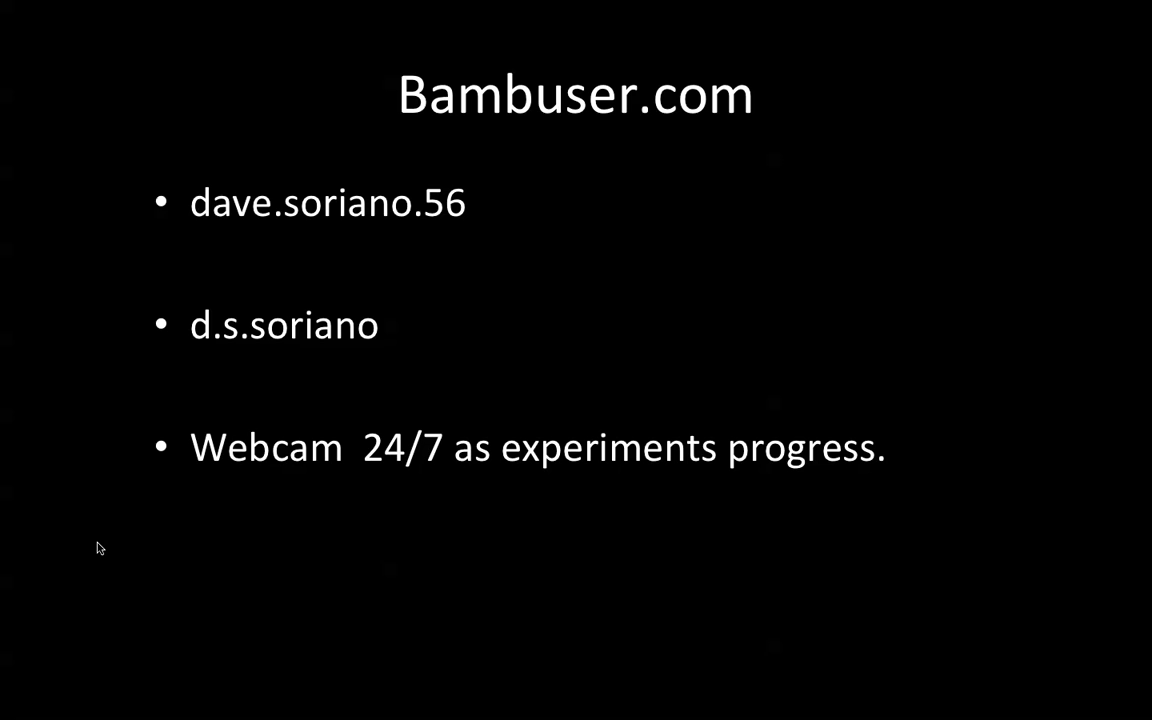 Bambuser.com
• dave.soriano.56
• d.s.soriano
• Webcam  24/7 as experiments progress.